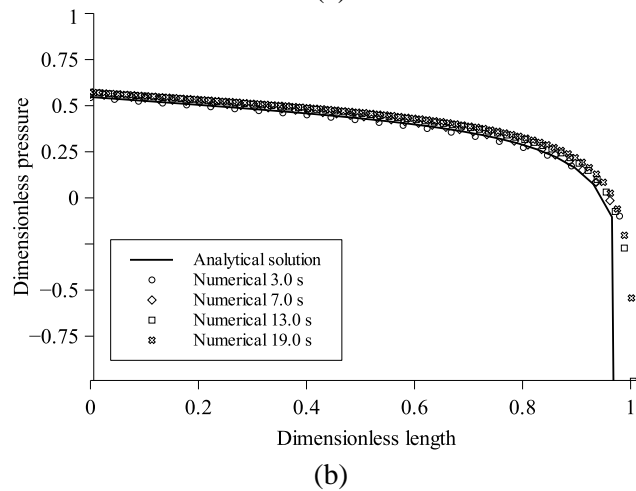 1
0.75
0.5
0.25
0
−0.5
−0.75
Dimensionless pressure
Analytical solution
Numerical 3.0 s
Numerical 7.0 s
Numerical 13.0 s
Numerical 19.0 s
0 0.2 0.4 0.6 0.8 1
Dimensionless length
(b)